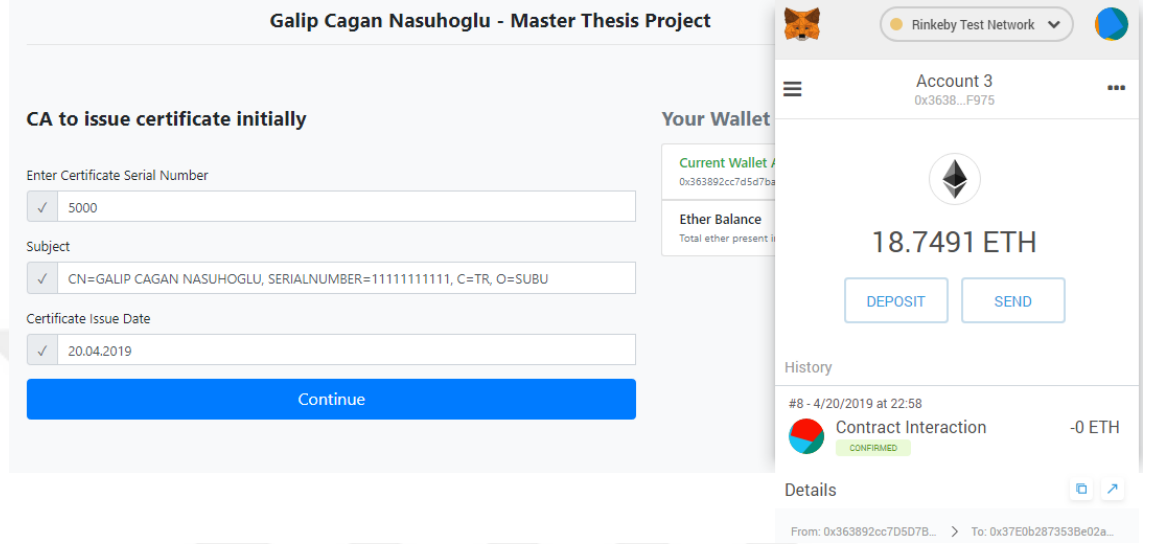 Galip Cagan Nasuhoglu - Master Thesis Project
CA to issue certificate initially
Enter Certificate Serial Number
5000
Subject
CN=GALIP CAGAN NASUHOGLU, SERIALNUMBER=11111111111, C=TR, O=SUBU
Certificate Issue Date
20.04.2019
Continue
Your Wallet
Current Wallet A
0x363892cc7d5d7ba
Ether Balance
Total ether present i
Rinkeby Test Network
Account 3
0x3638...F975
18.7491 ETH
DEPOSIT
SEND
History
#8 - 4/20/2019 at 22:58
Contract Interaction -0 ETH
CONFIRMED
Details
From: 0x363892cc7D5D7B... > To: 0x37E0b287353Be02a...